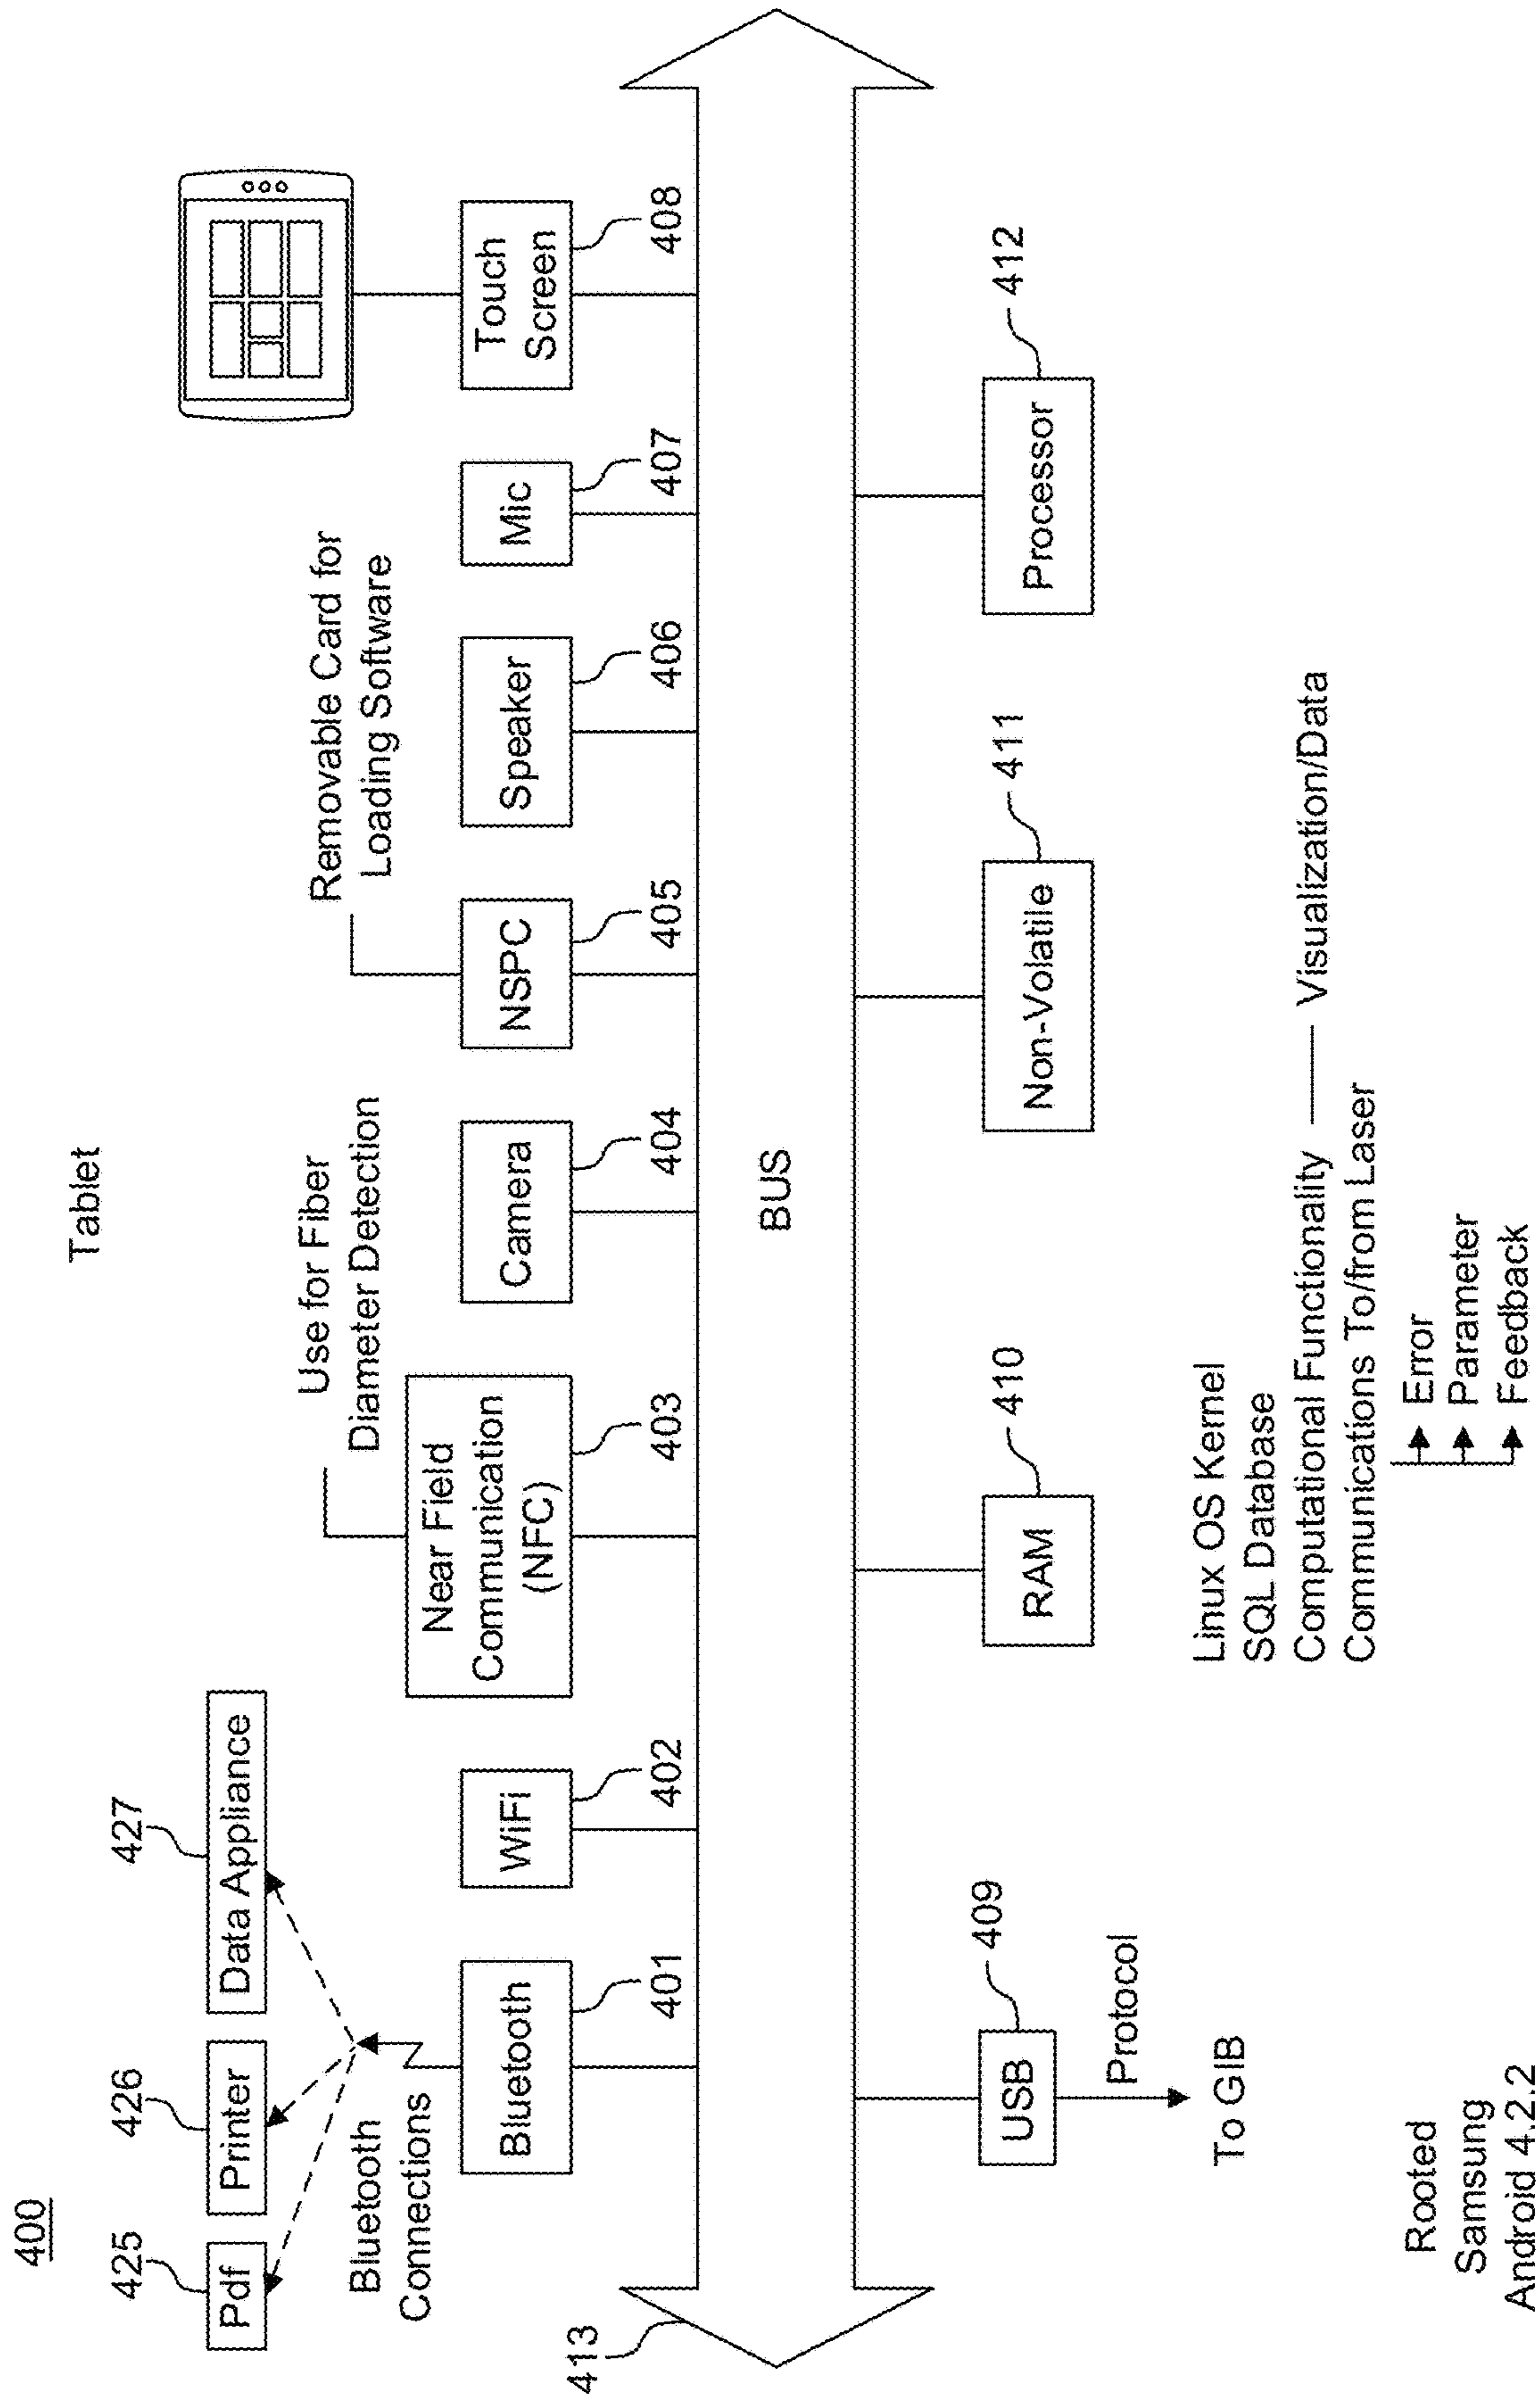 400
Tablet
425
426
427
Pdf
Printer
Data Appliance
Bluetooth
Connections
Use for Fiber
Diameter Detection
Removable Card for
Loading Software
Bluetooth
WiFi
Near Field
Communication
(NFC)
Camera
NSPC
Speaker
Mic
Touch
Screen
401
402
403
404
405
406
407
408
413
BUS
409
410
411
412
USB
RAM
Non-Volatile
Processor
Protocol
To GIB
Linux OS Kernel
SQL Database
Computational Functionality — Visualization/Data
Communications To/from Laser
Error
Parameter
Feedback
Rooted
Samsung
Android 4.2.2